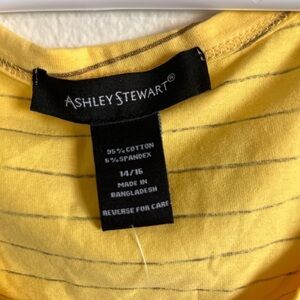 ASHLEY STEWART®
95% COTTON
5% SPANDEX
14/16
MADE IN
BANGLADESH
REVERSE FOR CARE